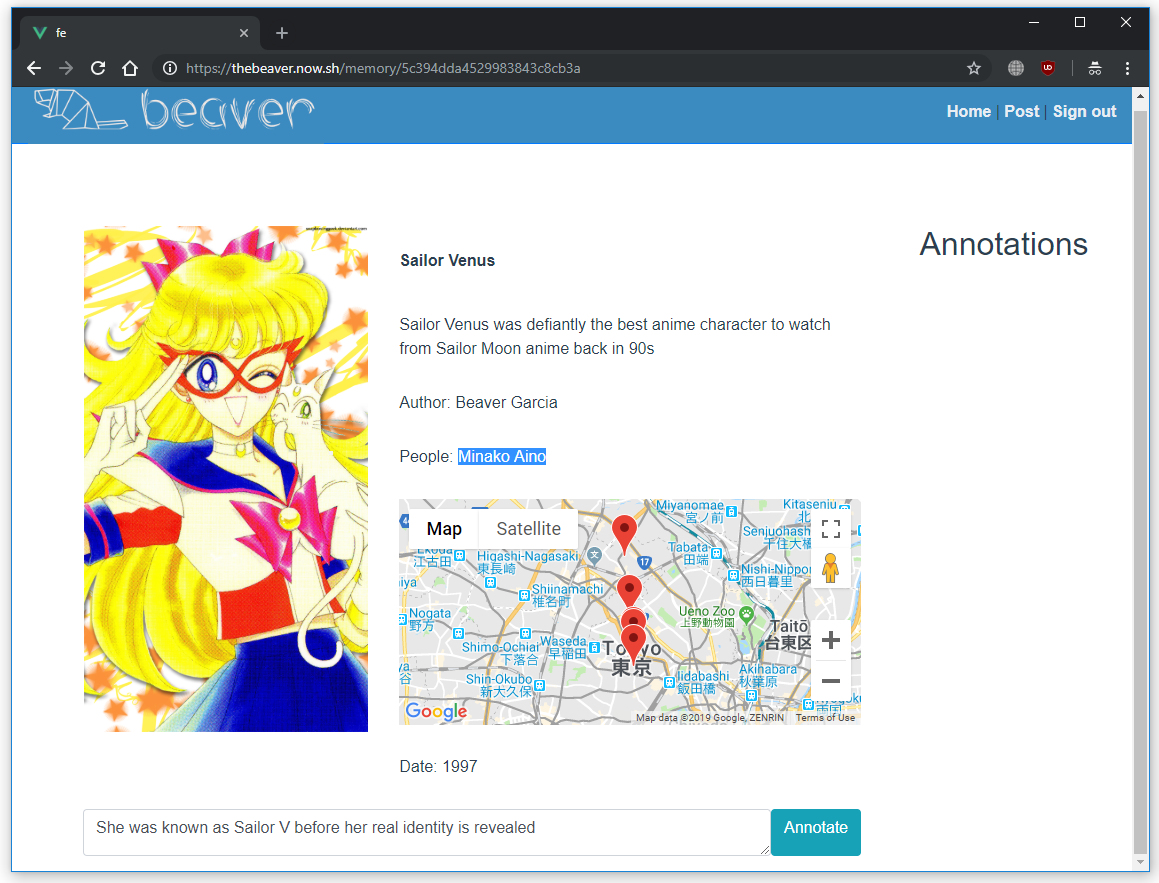 fe
https://thebeaver.now.sh/memory/5c394dda4529983843c8cb3a
beaver
Home | Post | Sign out
Annotations
Sailor Venus
Sailor Venus was defiantly the best anime character to watch
from Sailor Moon anime back in 90s
Author: Beaver Garcia
People: Minako Aino
Map
Satellite
Miyanomae
宮ノ前
Kitaseniu
Senjuohash
千住大橋
江古田
Higashi-Nagasaki
東長崎
17
Tabata
田端
Nishi-Nippor
西日暮里
Shiinamachi
椎名町
Nogata
野方
Ueno Zoo
上野動物園
Taitō
台東区
Shimo-Ochiai
下落合
Waseda
早稲田
東京
Shin-Okubo
新大久保
Iidabashi
飯田橋
Akihabara
秋葉原
Google
Map data ©2019 Google, ZENRIN
Terms of Use
Date: 1997
She was known as Sailor V before her real identity is revealed
Annotate